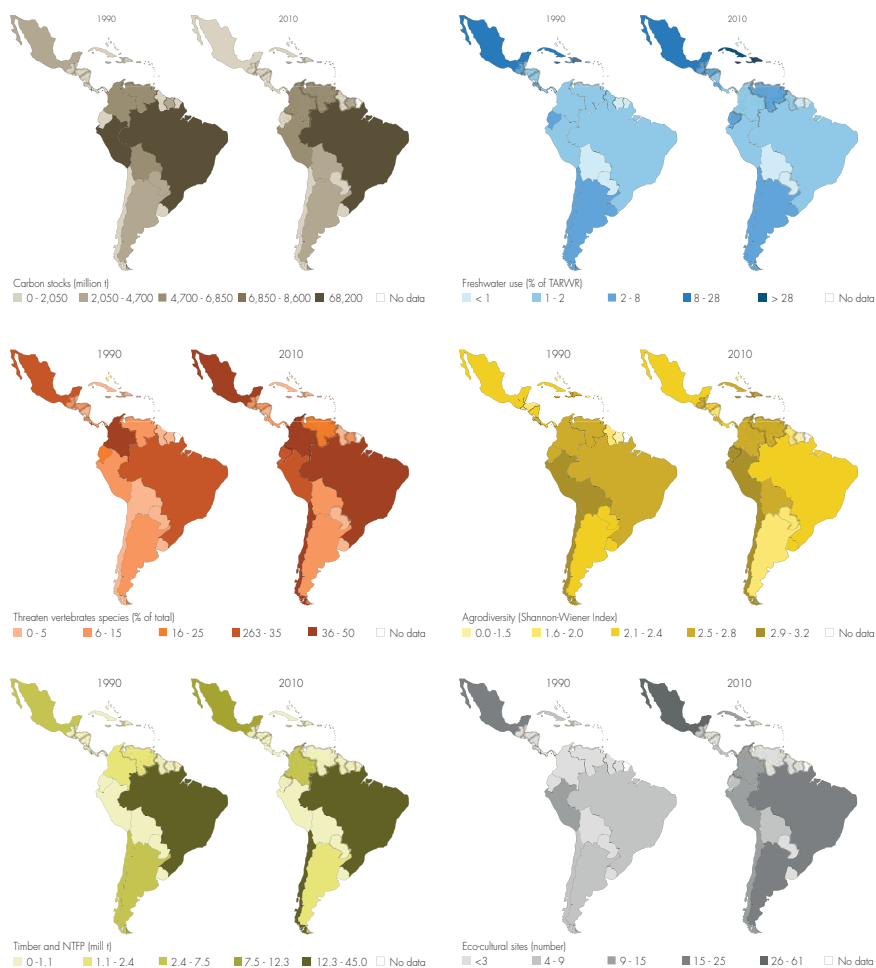 1990
2010
1990
2010
Carbon stocks (million t)
0 - 2,050 2,050 - 4,700 4,700 - 6,850 6,850 - 8,600 68,200 No data
Freshwater use (% of TARWR)
< 1 1 - 2 2 - 8 8 - 28 > 28 No data
1990
2010
1990
2010
Threaten vertebrates species (% of total)
0 - 5 6 - 15 16 - 25 263 - 35 36 - 50 No data
Agrodiversity (Shannon-Wiener Index)
0.0 -1.5 1.6 - 2.0 2.1 - 2.4 2.5 - 2.8 2.9 - 3.2 No data
1990
2010
1990
2010
Timber and NTFP (mill t)
0 -1.1 1.1 - 2.4 2.4 - 7.5 7.5 - 12.3 12.3 - 45.0 No data
Eco-cultural sites (number)
<3 4 - 9 9 - 15 15 - 25 26 - 61 No data